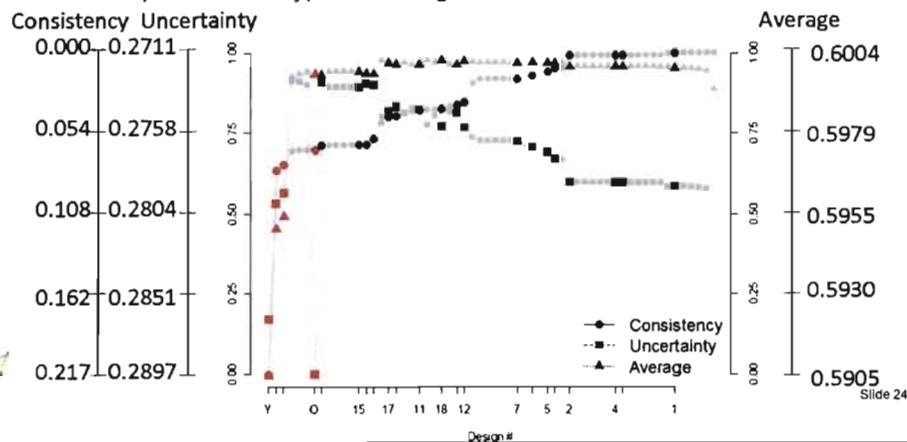 Consistency Uncertainty Average
0.000 0.2711 1.00 1.00 0.6004
0.054 0.2758 0.75 0.75 0.5979
0.108 0.2804 0.50 0.50 0.5955
0.162 0.2851 0.25 0.25 0.5930
0.217 0.2897 0.00 0.00 0.5905
Consistency
Uncertainty
Average
Slide 24
Y O 15 17 11 18 12 7 5 2 4 1
Design #